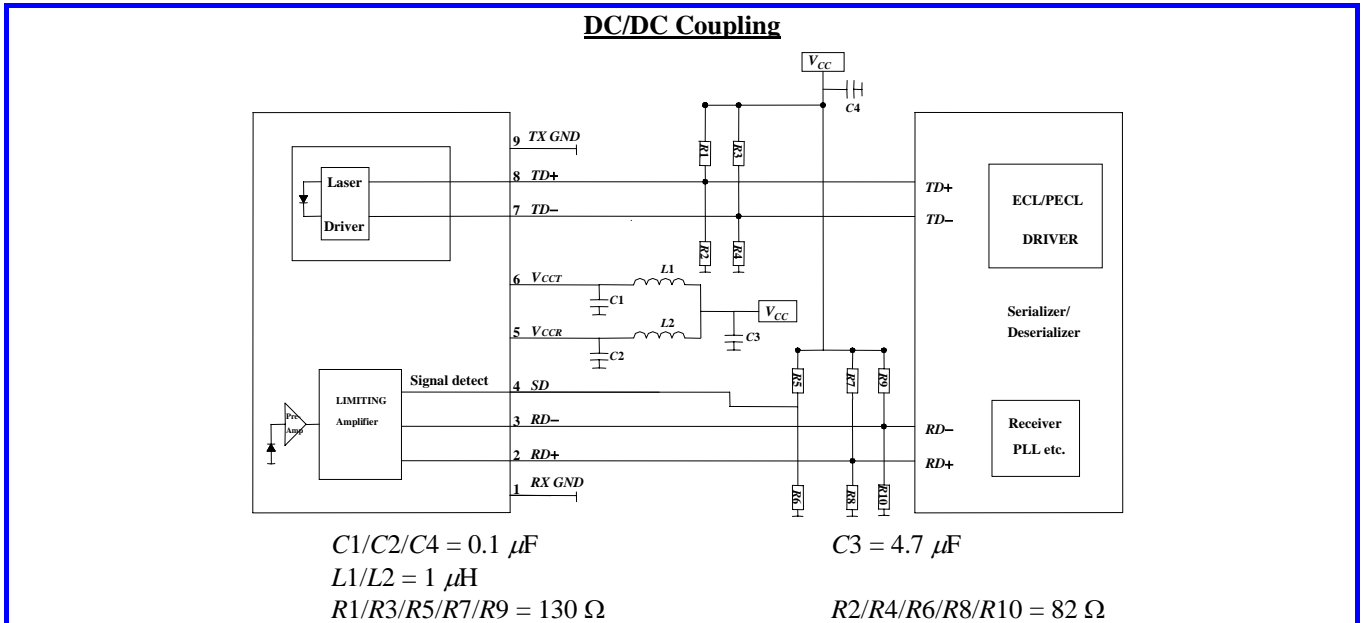 DC/DC Coupling
VCC
C4
9 TX GND
R1
R3
Laser
Driver
8 TD+
7 TD−
TD+
TD−
ECL/PECL
DRIVER
R2
R4
6 VCCT
L1
C1
VCC
5 VCCR
L2
C2
C3
Serializer/
Deserializer
R5
R7
R9
Signal detect
4 SD
LIMITING
Amplifier
Pre-
Amp
3 RD−
2 RD+
RD−
RD+
Receiver
PLL etc.
1 RX GND
R6
R8
R10
C1/C2/C4 = 0.1 μF
C3 = 4.7 μF
L1/L2 = 1 μH
R1/R3/R5/R7/R9 = 130 Ω
R2/R4/R6/R8/R10 = 82 Ω